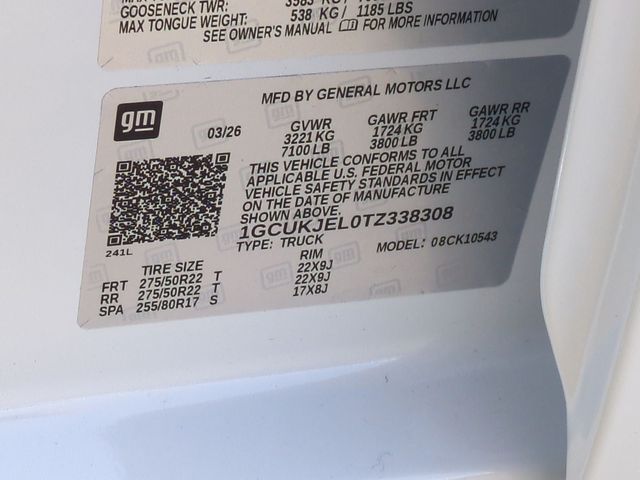 GOOSENECK TWR:
MAX TONGUE WEIGHT: 538 KG / 1185 LBS
SEE OWNER'S MANUAL FOR MORE INFORMATION
gm
MFD BY GENERAL MOTORS LLC
03/26 GVWR GAWR FRT GAWR RR
3221 KG 1724 KG 1724 KG
7100 LB 3800 LB 3800 LB
THIS VEHICLE CONFORMS TO ALL
APPLICABLE U.S. FEDERAL MOTOR
VEHICLE SAFETY STANDARDS IN EFFECT
ON THE DATE OF MANUFACTURE
SHOWN ABOVE.
1GCUKJEL0TZ338308
241L
TYPE: TRUCK MODEL: 08CK10543
TIRE SIZE RIM
FRT 275/50R22 T 22X9J
RR 275/50R22 T 22X9J
SPA 255/80R17 S 17X8J